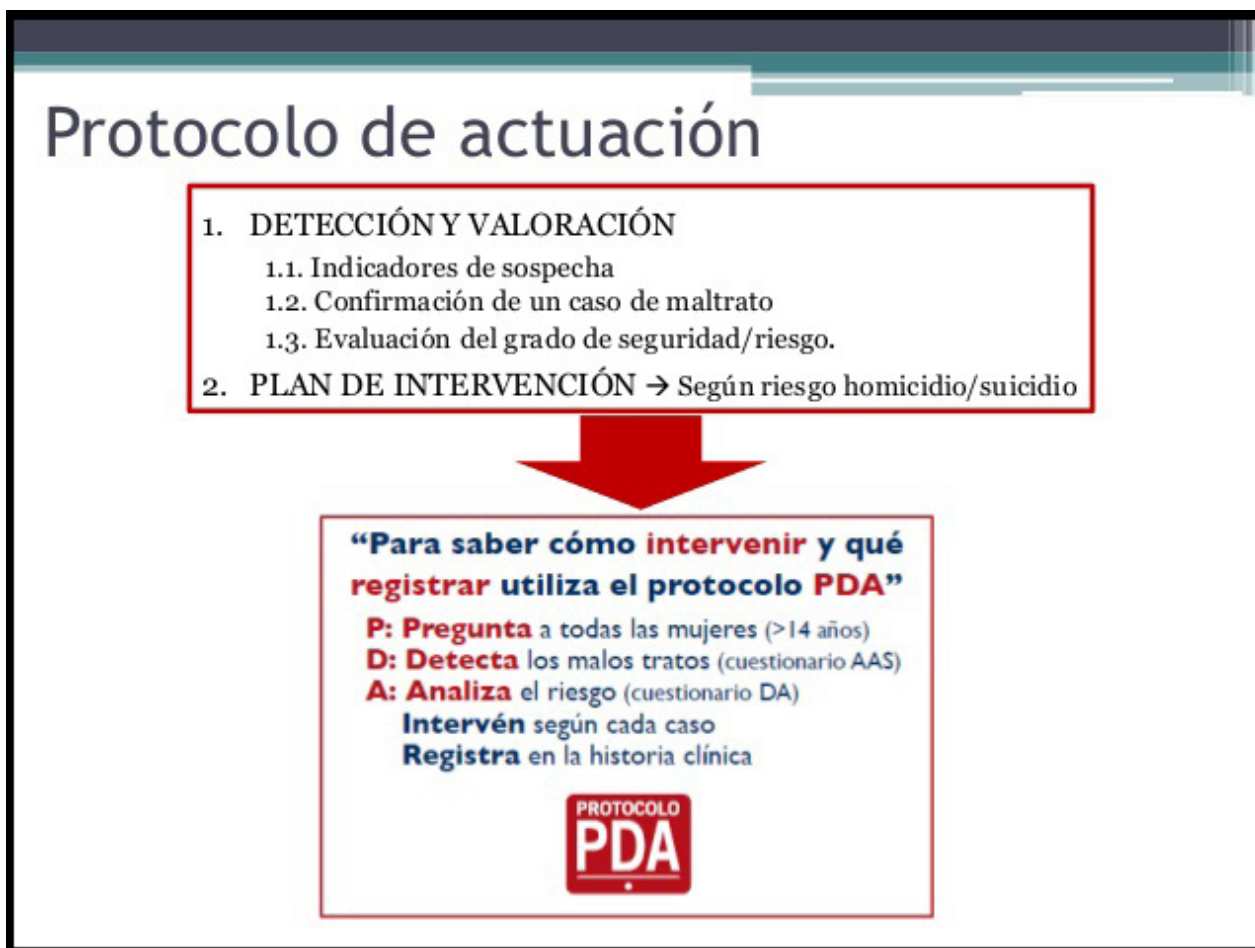 Protocolo de actuación
1. DETECCIÓN Y VALORACIÓN
1.1. Indicadores de sospecha
1.2. Confirmación de un caso de maltrato
1.3. Evaluación del grado de seguridad/riesgo.
2. PLAN DE INTERVENCIÓN → Según riesgo homicidio/suicidio
“Para saber cómo intervenir y qué
registrar utiliza el protocolo PDA”
P: Pregunta a todas las mujeres (>14 años)
D: Detecta los malos tratos (cuestionario AAS)
A: Analiza el riesgo (cuestionario DA)
Intervén según cada caso
Registra en la historia clínica
PROTOCOLO
PDA